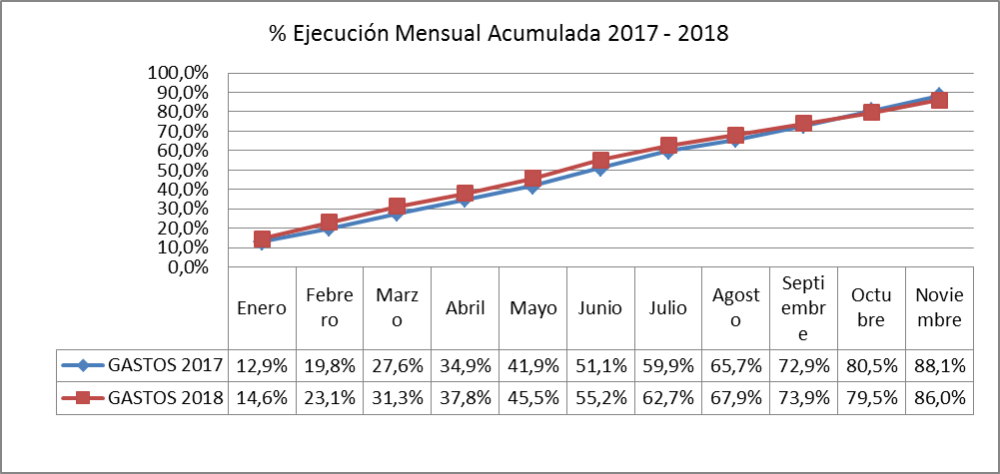 % Ejecución Mensual Acumulada 2017 - 2018
100,0%
90,0%
80,0%
70,0%
60,0%
50,0%
40,0%
30,0%
20,0%
10,0%
0,0%
Enero Febre Marz Abril Mayo Junio Julio Agost Septi Octu Novie
ro o o embr bre mbre
e
GASTOS 2017 12,9% 19,8% 27,6% 34,9% 41,9% 51,1% 59,9% 65,7% 72,9% 80,5% 88,1%
GASTOS 2018 14,6% 23,1% 31,3% 37,8% 45,5% 55,2% 62,7% 67,9% 73,9% 79,5% 86,0%